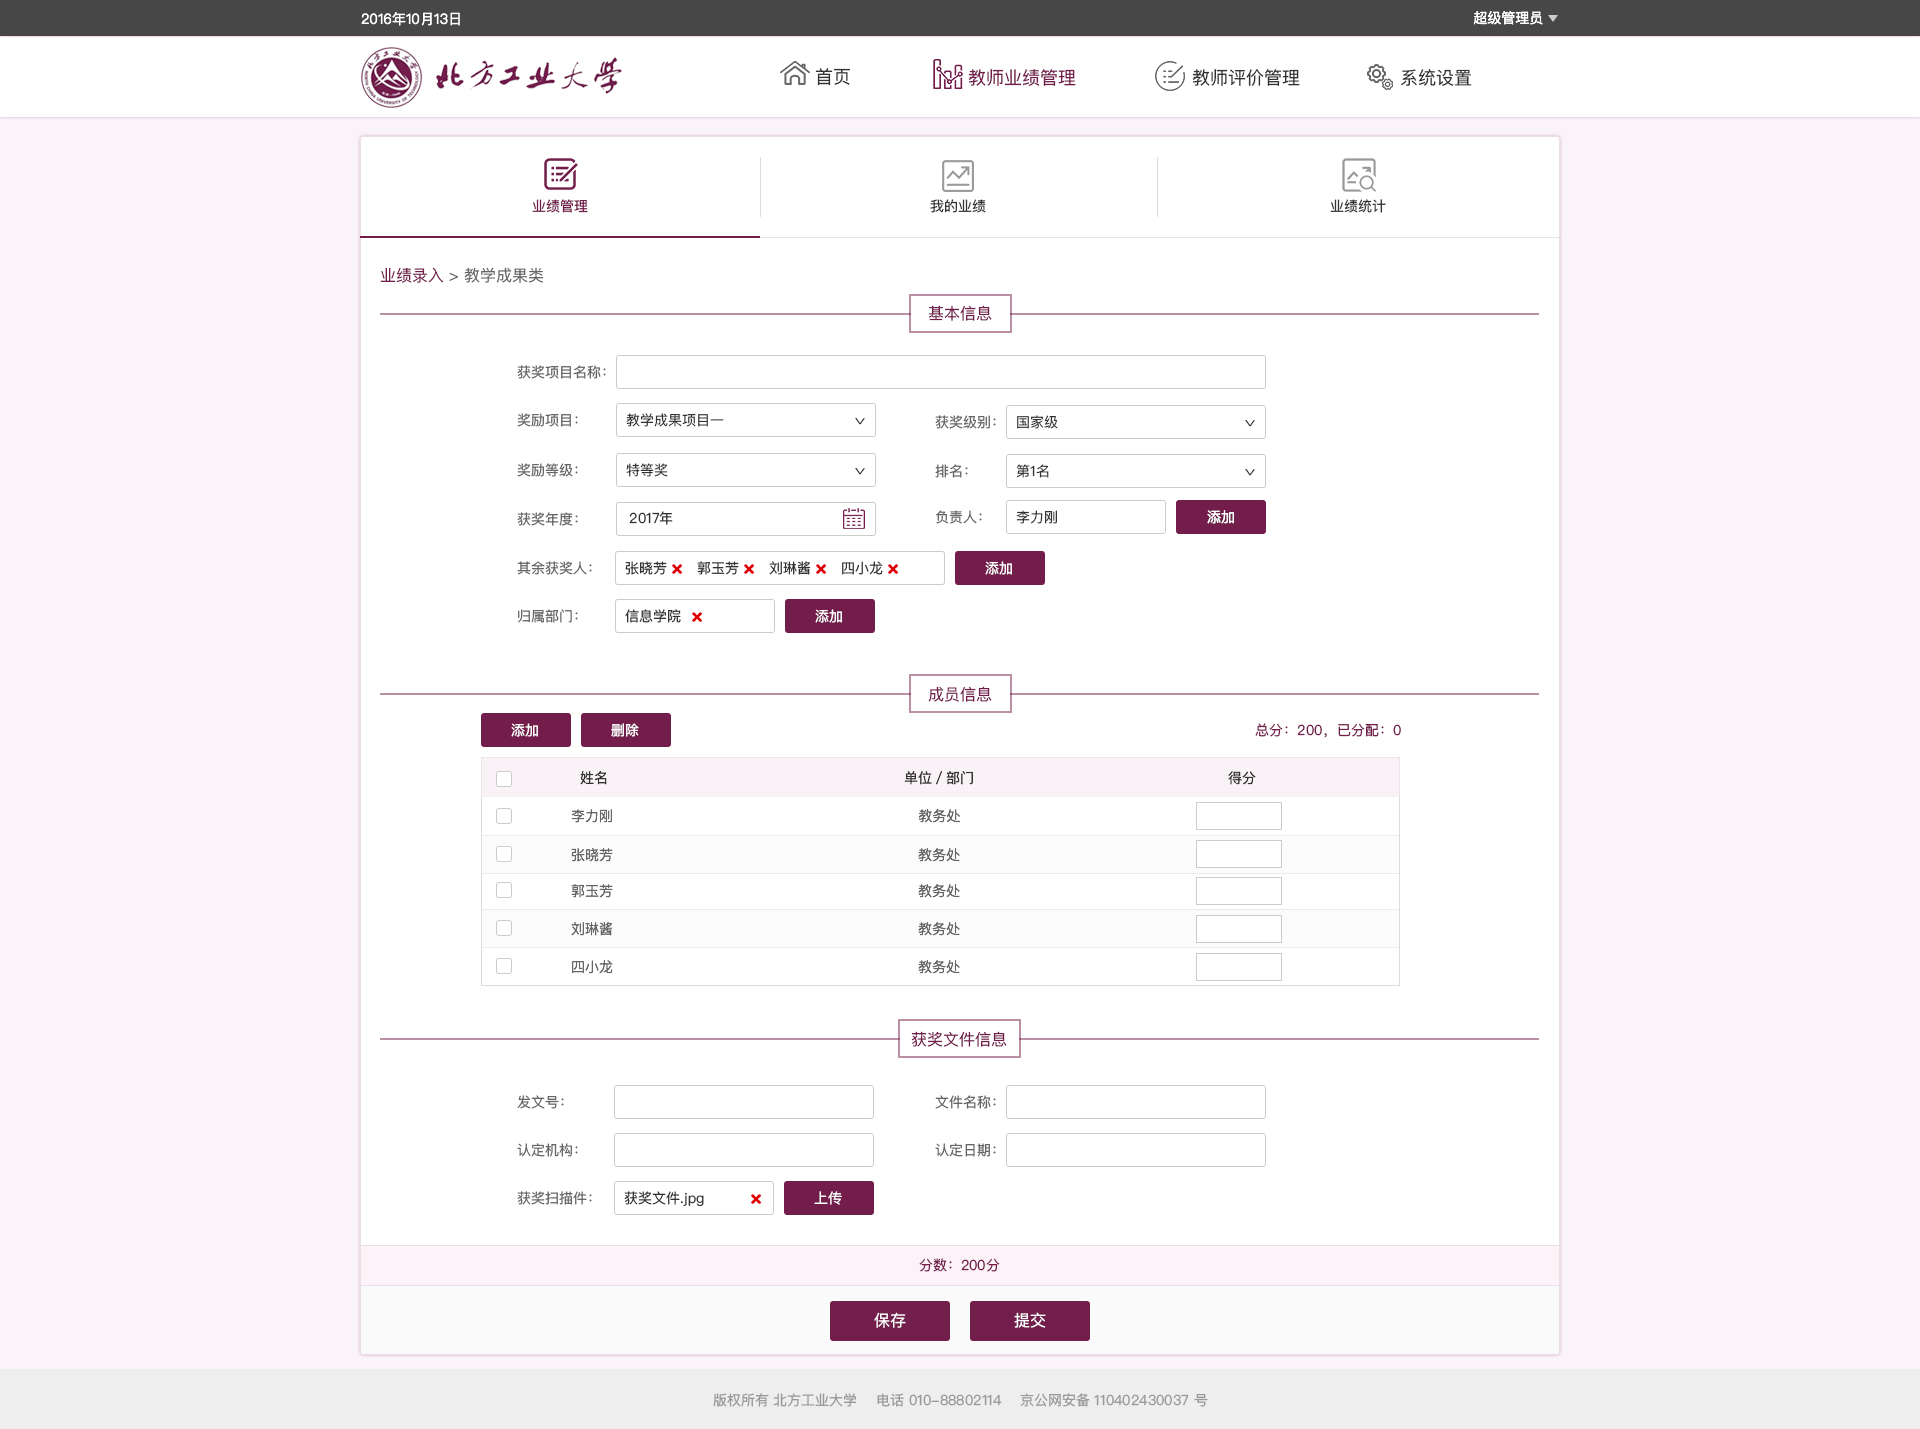 2016年10月13日 超级管理员
北方工业大学 首页 教师业绩管理 教师评价管理 系统设置
业绩管理 我的业绩 业绩统计
业绩录入 > 教学成果类
基本信息
获奖项目名称：
奖励项目： 教学成果项目一 获奖级别： 国家级
奖励等级： 特等奖 排名： 第1名
获奖年度： 2017年 负责人： 李力刚 添加
其余获奖人： 张晓芳 郭玉芳 刘琳酱 四小龙 添加
归属部门： 信息学院 添加
成员信息
添加 删除 总分：200，已分配：0
姓名 单位 / 部门 得分
李力刚 教务处
张晓芳 教务处
郭玉芳 教务处
刘琳酱 教务处
四小龙 教务处
获奖文件信息
发文号： 文件名称：
认定机构： 认定日期：
获奖扫描件： 获奖文件.jpg 上传
分数：200分
保存 提交
版权所有 北方工业大学 电话 010-88802114 京公网安备 110402430037 号